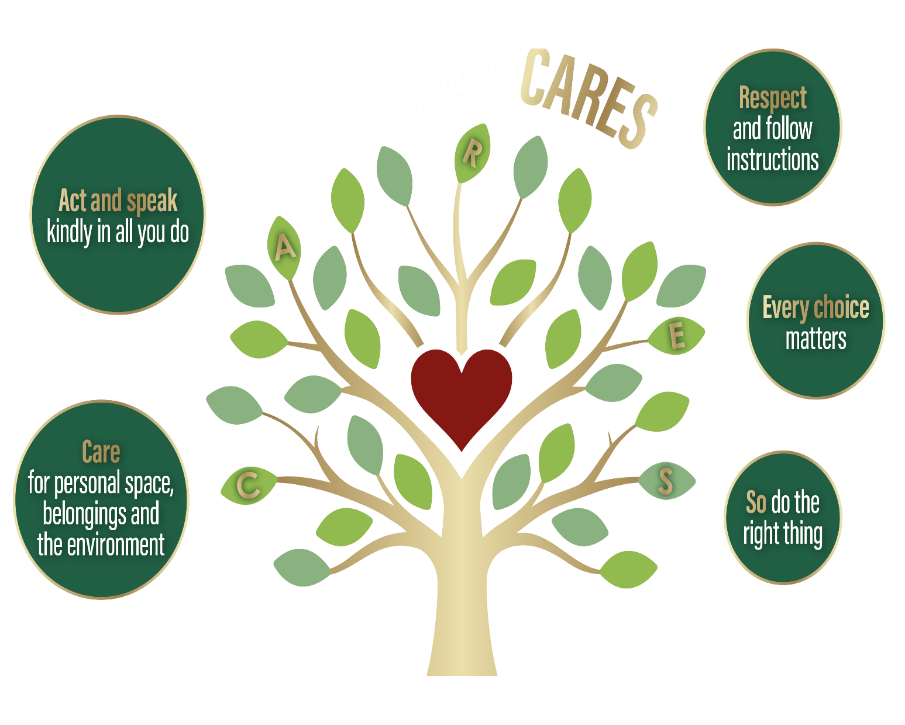 CARES
Respect
and follow
instructions
Act and speak
kindly in all you do
R
A
Every choice
matters
E
Care
for personal space,
belongings and
the environment
C
S
So do the
right thing